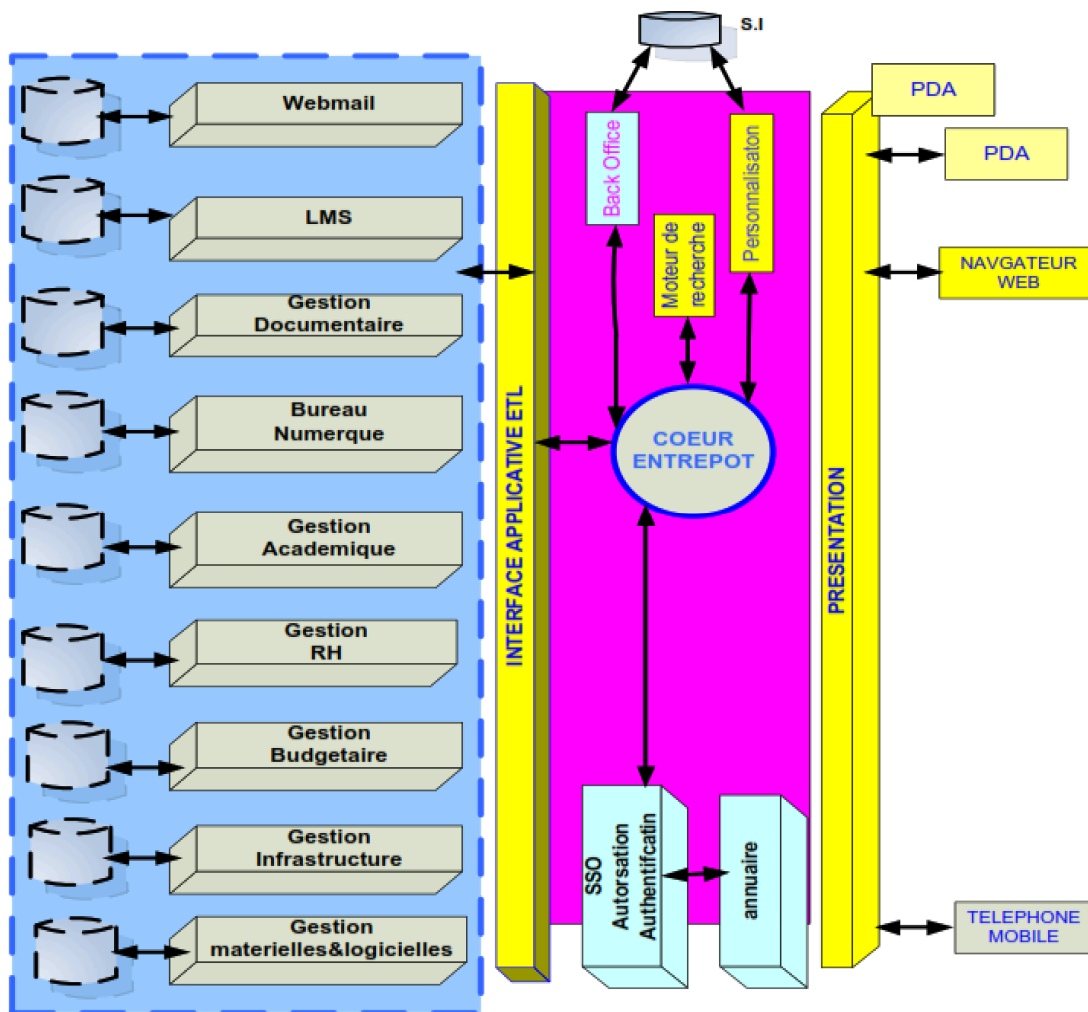 S.I
Webmail
LMS
Gestion
Documentaire
Bureau
Numerque
Gestion
Academique
Gestion
RH
Gestion
Budgetaire
Gestion
Infrastructure
Gestion
materielles&logicielles
INTERFACE APPLICATIVE ETL
Back Office
Moteur de
recherche
Personnalisaton
COEUR
ENTREPOT
SSO
Autorsation
Authentifcatin
annuaire
PRESENTATION
PDA
PDA
NAVGATEUR
WEB
TELEPHONE
MOBILE